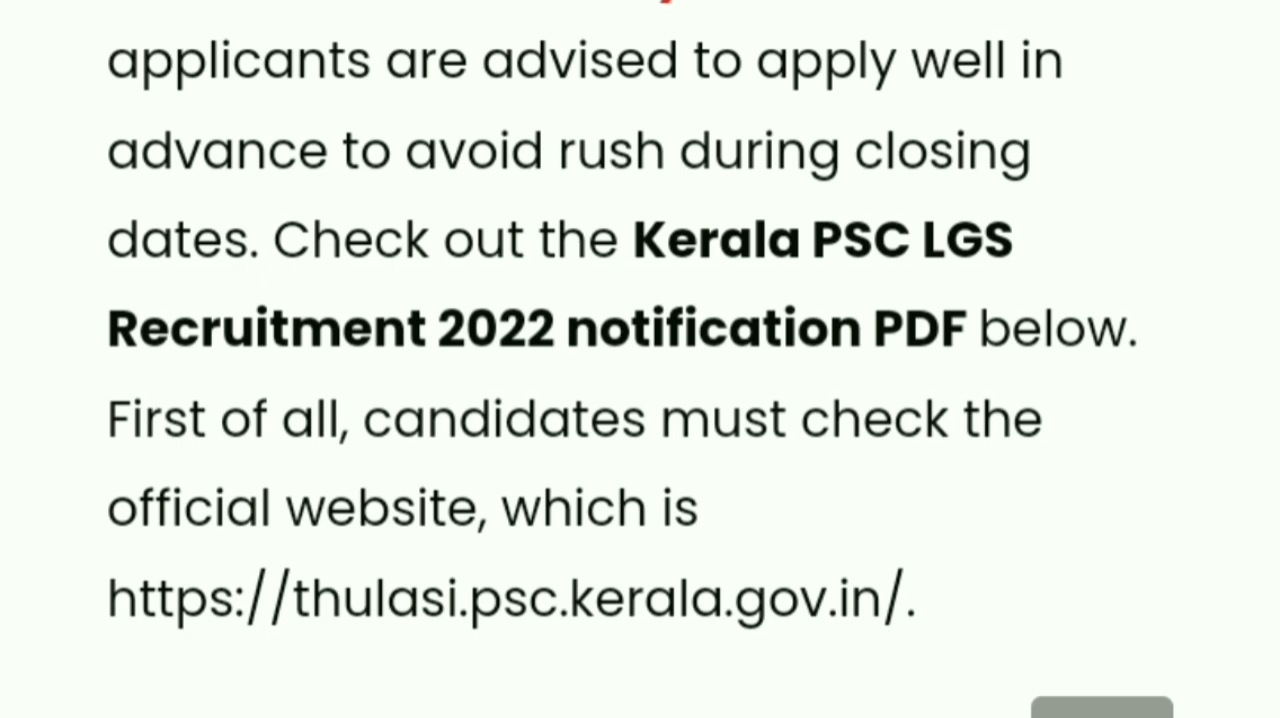 applicants are advised to apply well in
advance to avoid rush during closing
dates. Check out the Kerala PSC LGS
Recruitment 2022 notification PDF below.
First of all, candidates must check the
official website, which is
https://thulasi.psc.kerala.gov.in/.